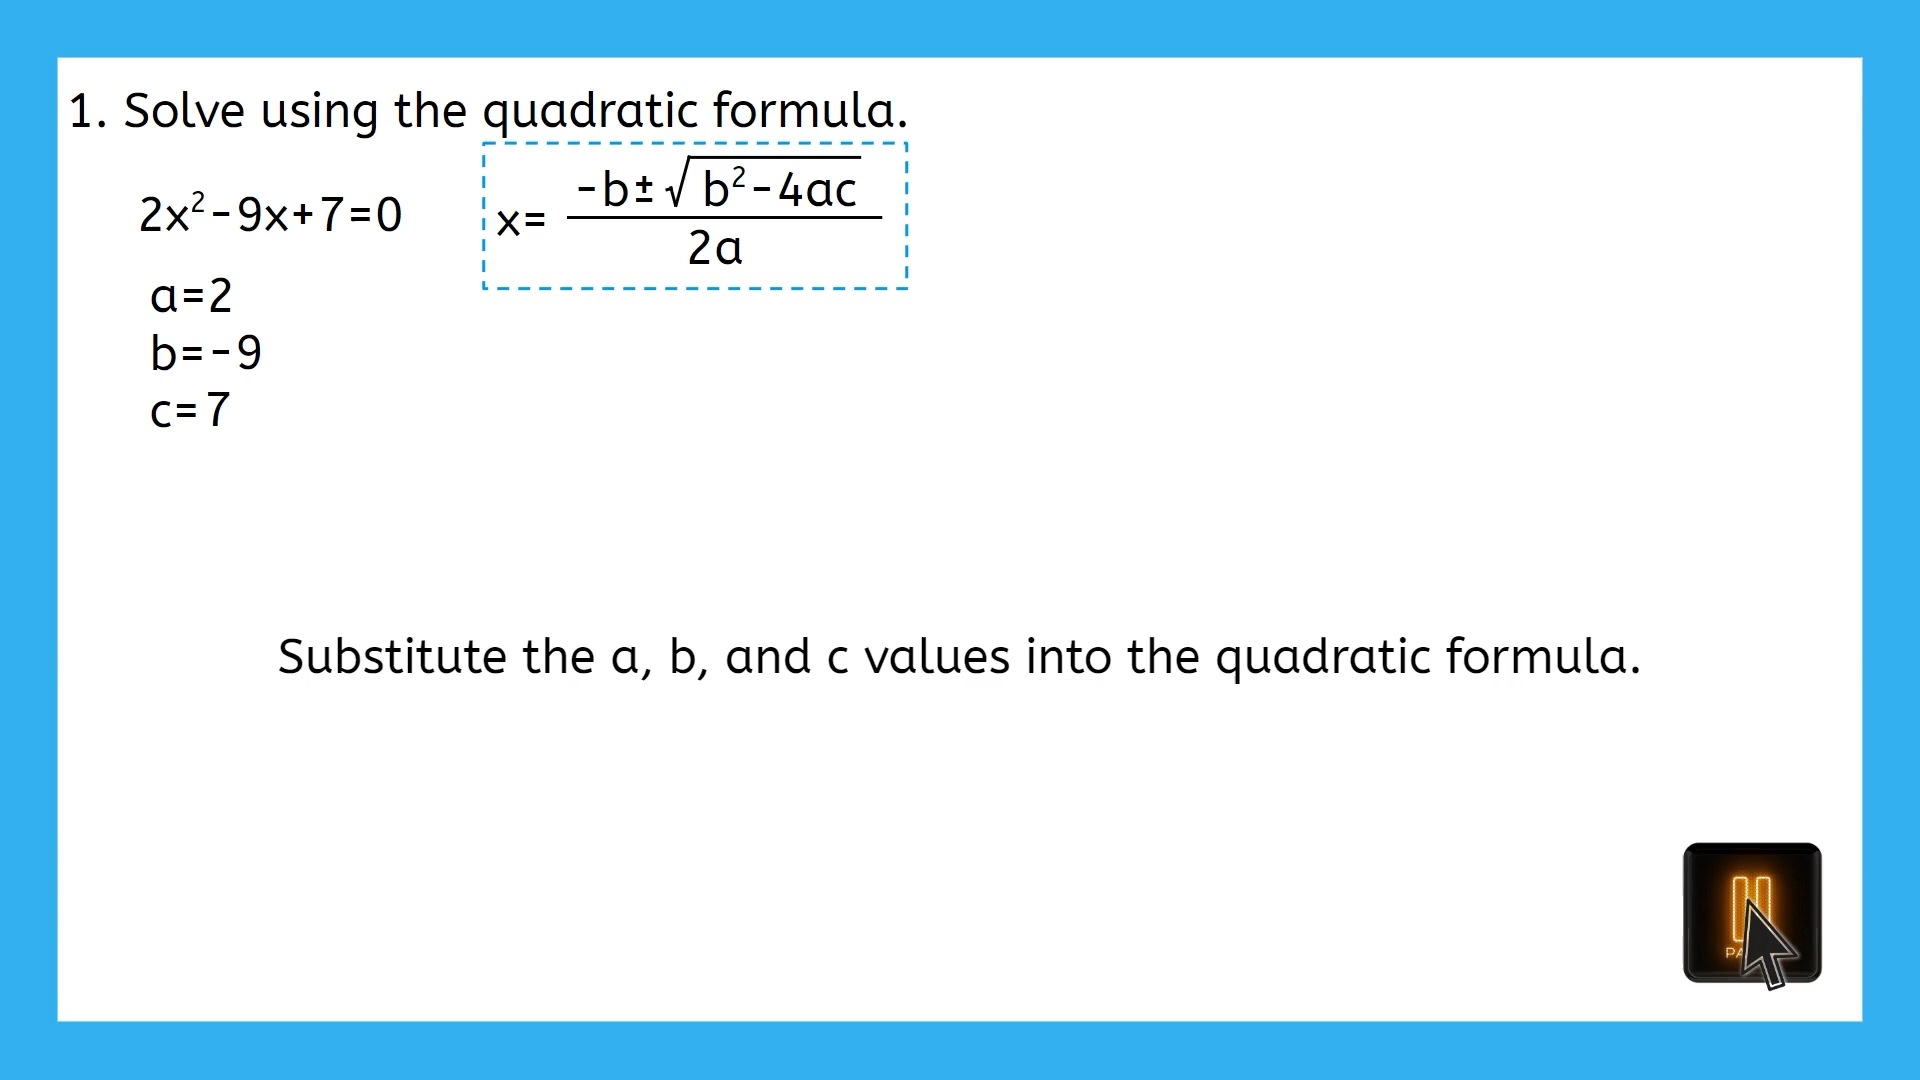 1. Solve using the quadratic formula.
2x²-9x+7=0
x= -b±√b²-4ac
2a
a=2
b=-9
c=7
Substitute the a, b, and c values into the quadratic formula.